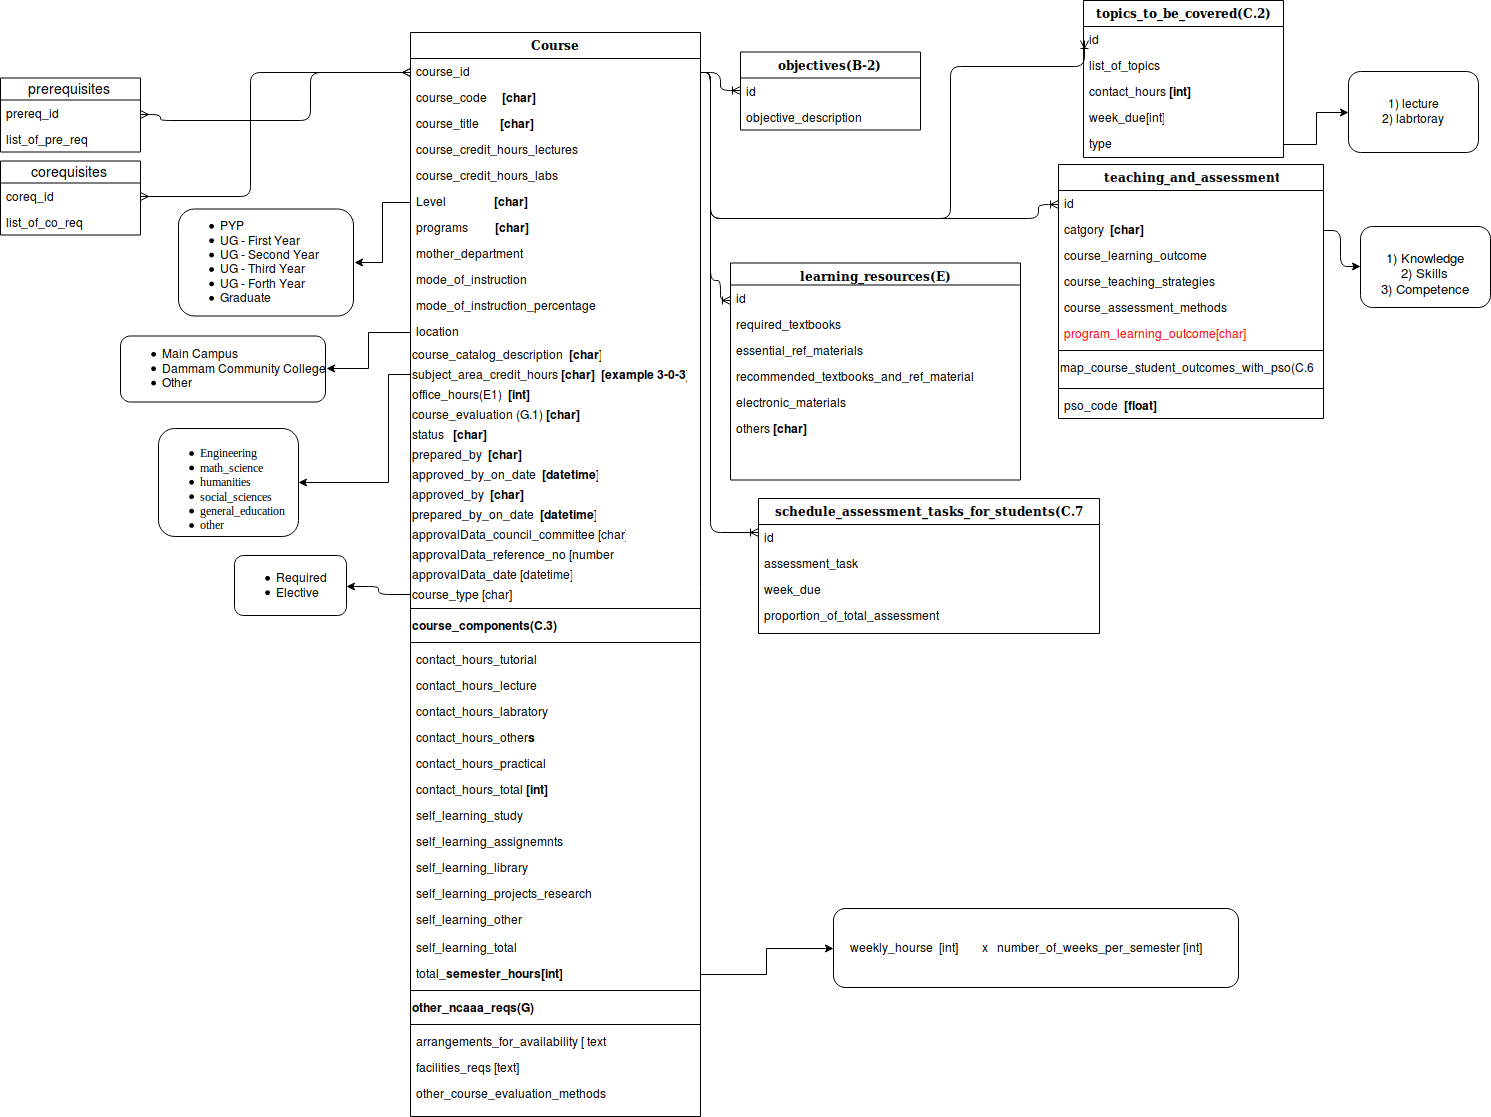 prerequisites
prereq_id
list_of_pre_req
corequisites
coreq_id
list_of_co_req
PYP
UG - First Year
UG - Second Year
UG - Third Year
UG - Forth Year
Graduate
Main Campus
Dammam Community College
Other
Engineering
math_science
humanities
social_sciences
general_education
other
Required
Elective
Course
course_id
course_code [char]
course_title [char]
course_credit_hours_lectures
course_credit_hours_labs
Level [char]
programs [char]
mother_department
mode_of_instruction
mode_of_instruction_percentage
location
course_catalog_description [char]
subject_area_credit_hours [char] [example 3-0-3]
office_hours(E1) [int]
course_evaluation (G.1) [char]
status [char]
prepared_by [char]
approved_by_on_date [datetime]
approved_by [char]
prepared_by_on_date [datetime]
approvalData_council_committee [char]
approvalData_reference_no [number
approvalData_date [datetime]
course_type [char]
course_components(C.3)
contact_hours_tutorial
contact_hours_lecture
contact_hours_labratory
contact_hours_others
contact_hours_practical
contact_hours_total [int]
self_learning_study
self_learning_assignemnts
self_learning_library
self_learning_projects_research
self_learning_other
self_learning_total
total_semester_hours[int]
other_ncaaa_reqs(G)
arrangements_for_availability [ text
facilities_reqs [text]
other_course_evaluation_methods
objectives(B-2)
id
objective_description
learning_resources(E)
id
required_textbooks
essential_ref_materials
recommended_textbooks_and_ref_material
electronic_materials
others [char]
schedule_assessment_tasks_for_students(C.7
id
assessment_task
week_due
proportion_of_total_assessment
topics_to_be_covered(C.2)
id
list_of_topics
contact_hours [int]
week_due[int]
type
1) lecture
2) labrtoray
teaching_and_assessment
id
catgory [char]
course_learning_outcome
course_teaching_strategies
course_assessment_methods
program_learning_outcome[char]
map_course_student_outcomes_with_pso(C.6
pso_code [float]
1) Knowledge
2) Skills
3) Competence
weekly_hourse [int] x number_of_weeks_per_semester [int]